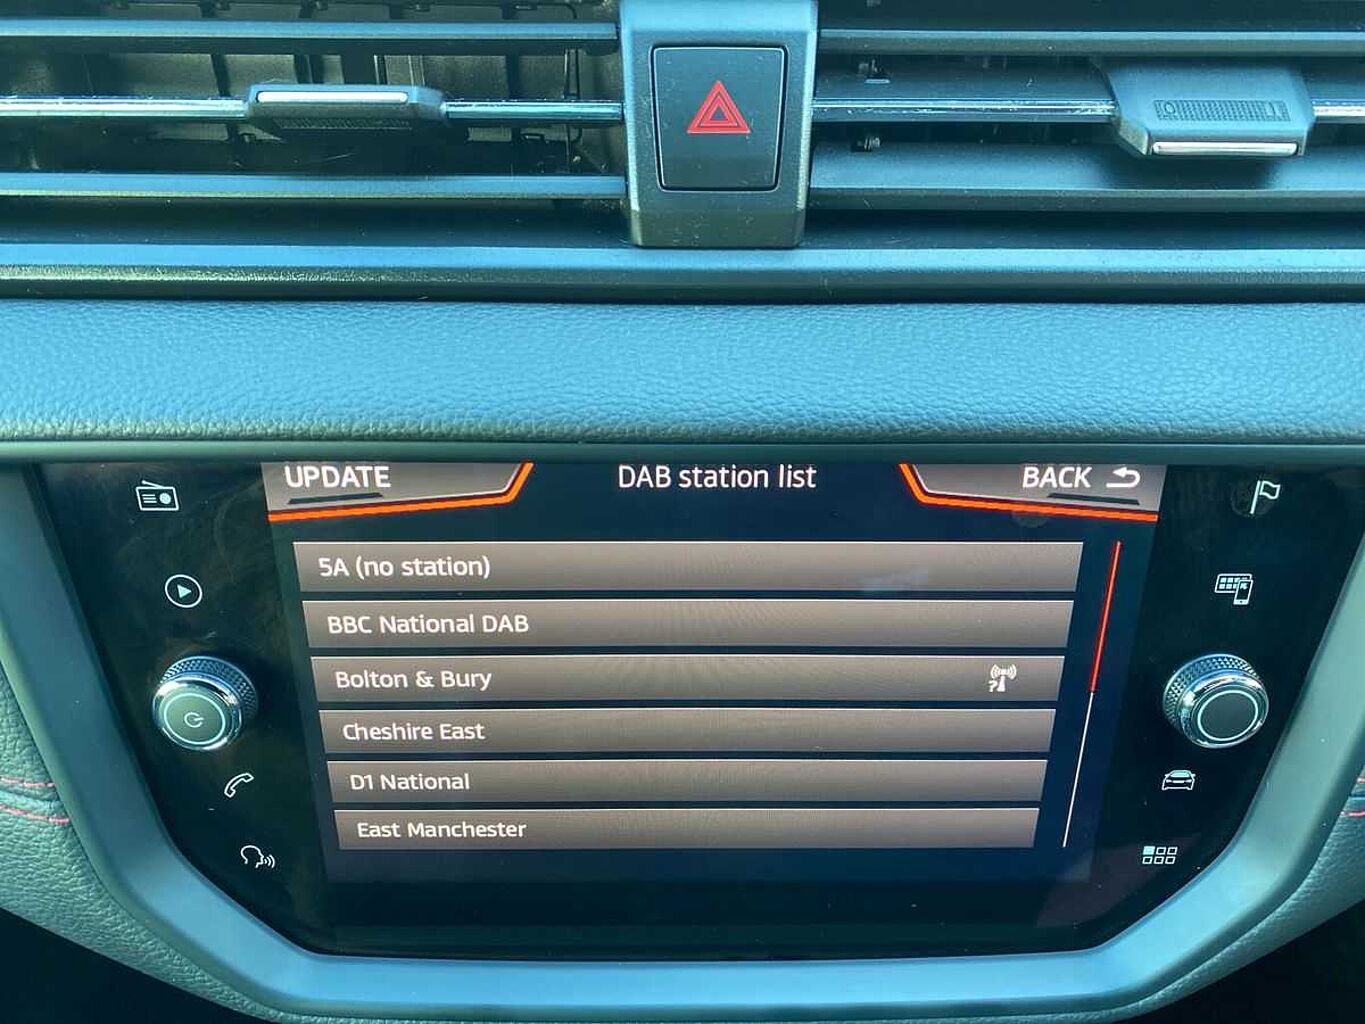 UPDATE
DAB station list
BACK
5A (no station)
BBC National DAB
Bolton & Bury
?
Cheshire East
D1 National
East Manchester